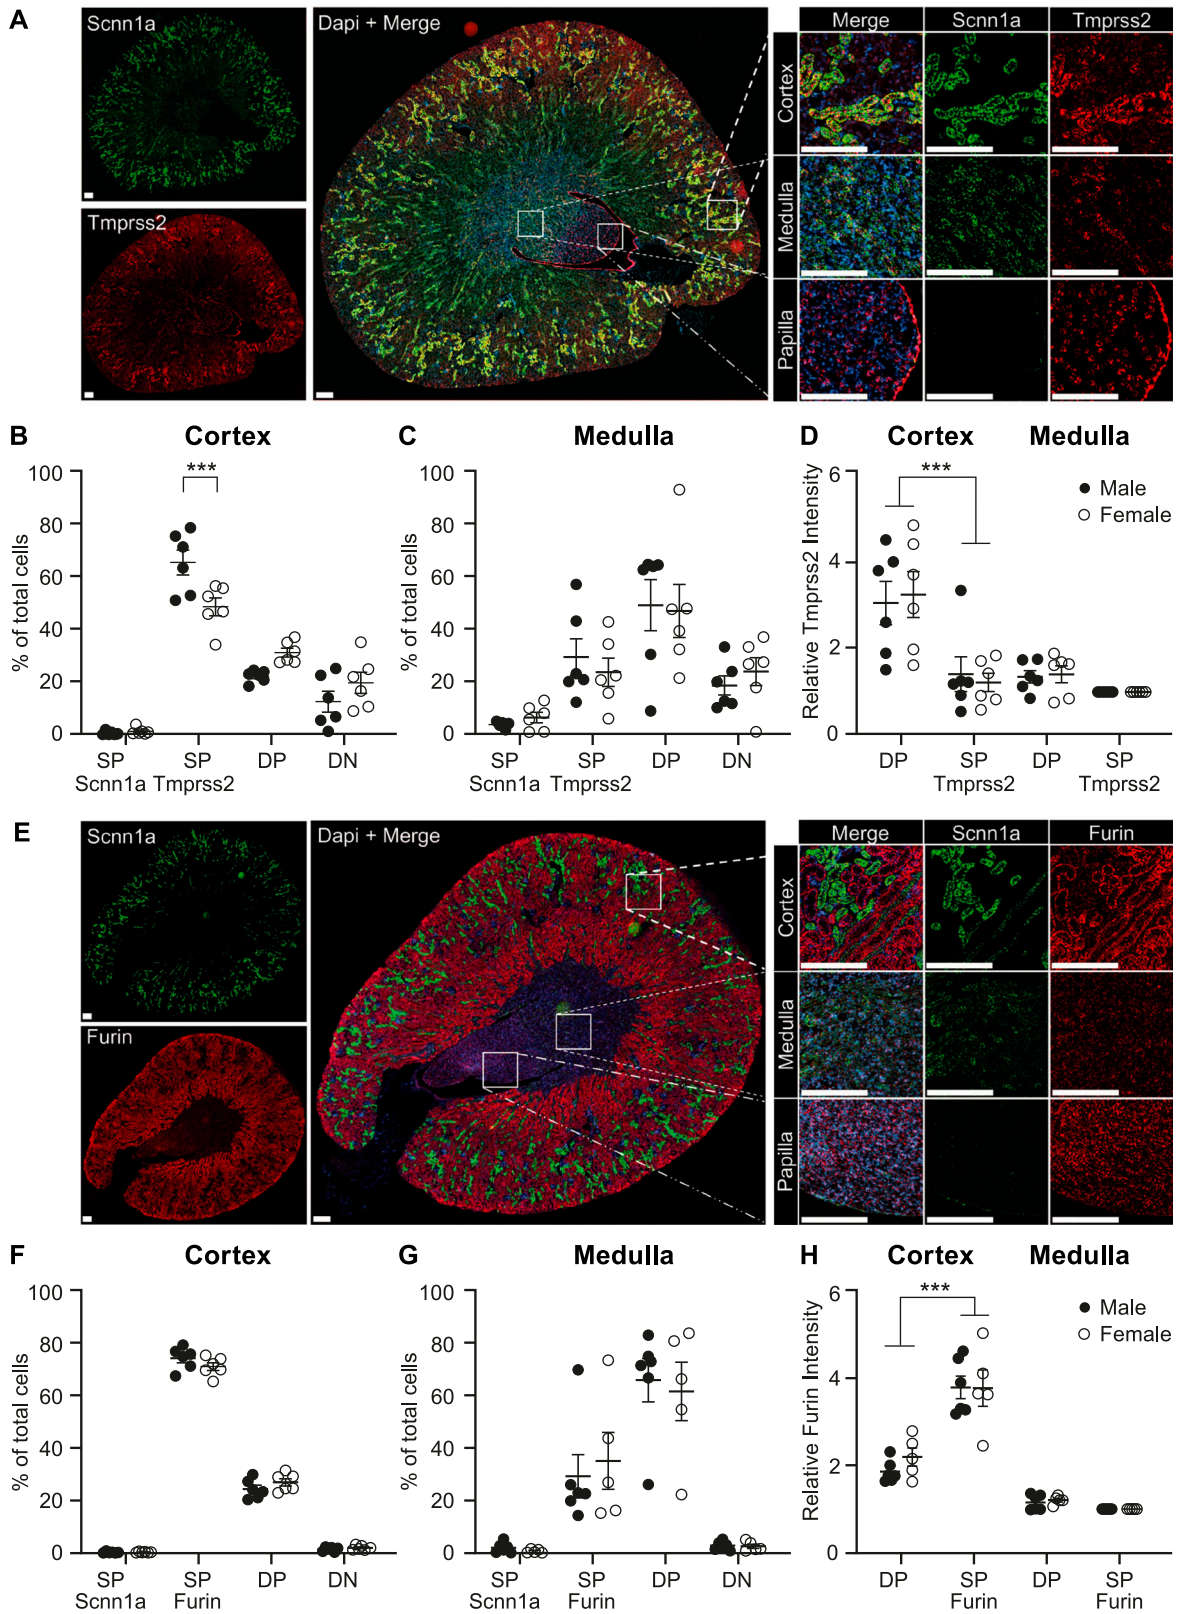 A
Scnn1a
Dapi + Merge
Merge
Scnn1a
Tmprss2
Cortex
Tmprss2
Medulla
Papilla
B
Cortex
C
Medulla
D
Cortex
Medulla
% of total cells
100
80
60
40
20
0
***
SP
SP
DP
DN
Scnn1a
Tmprss2
% of total cells
100
80
60
40
20
0
SP
SP
DP
DN
Scnn1a
Tmprss2
Relative Tmprss2 Intensity
6
4
2
0
***
Male
Female
DP
SP
DP
SP
Tmprss2
Tmprss2
E
Scnn1a
Dapi + Merge
Merge
Scnn1a
Furin
Cortex
Furin
Medulla
Papilla
F
Cortex
G
Medulla
H
Cortex
Medulla
% of total cells
100
80
60
40
20
0
SP
SP
DP
DN
Scnn1a
Furin
% of total cells
100
80
60
40
20
0
SP
SP
DP
DN
Scnn1a
Furin
Relative Furin Intensity
6
4
2
0
***
Male
Female
DP
SP
DP
SP
Furin
Furin